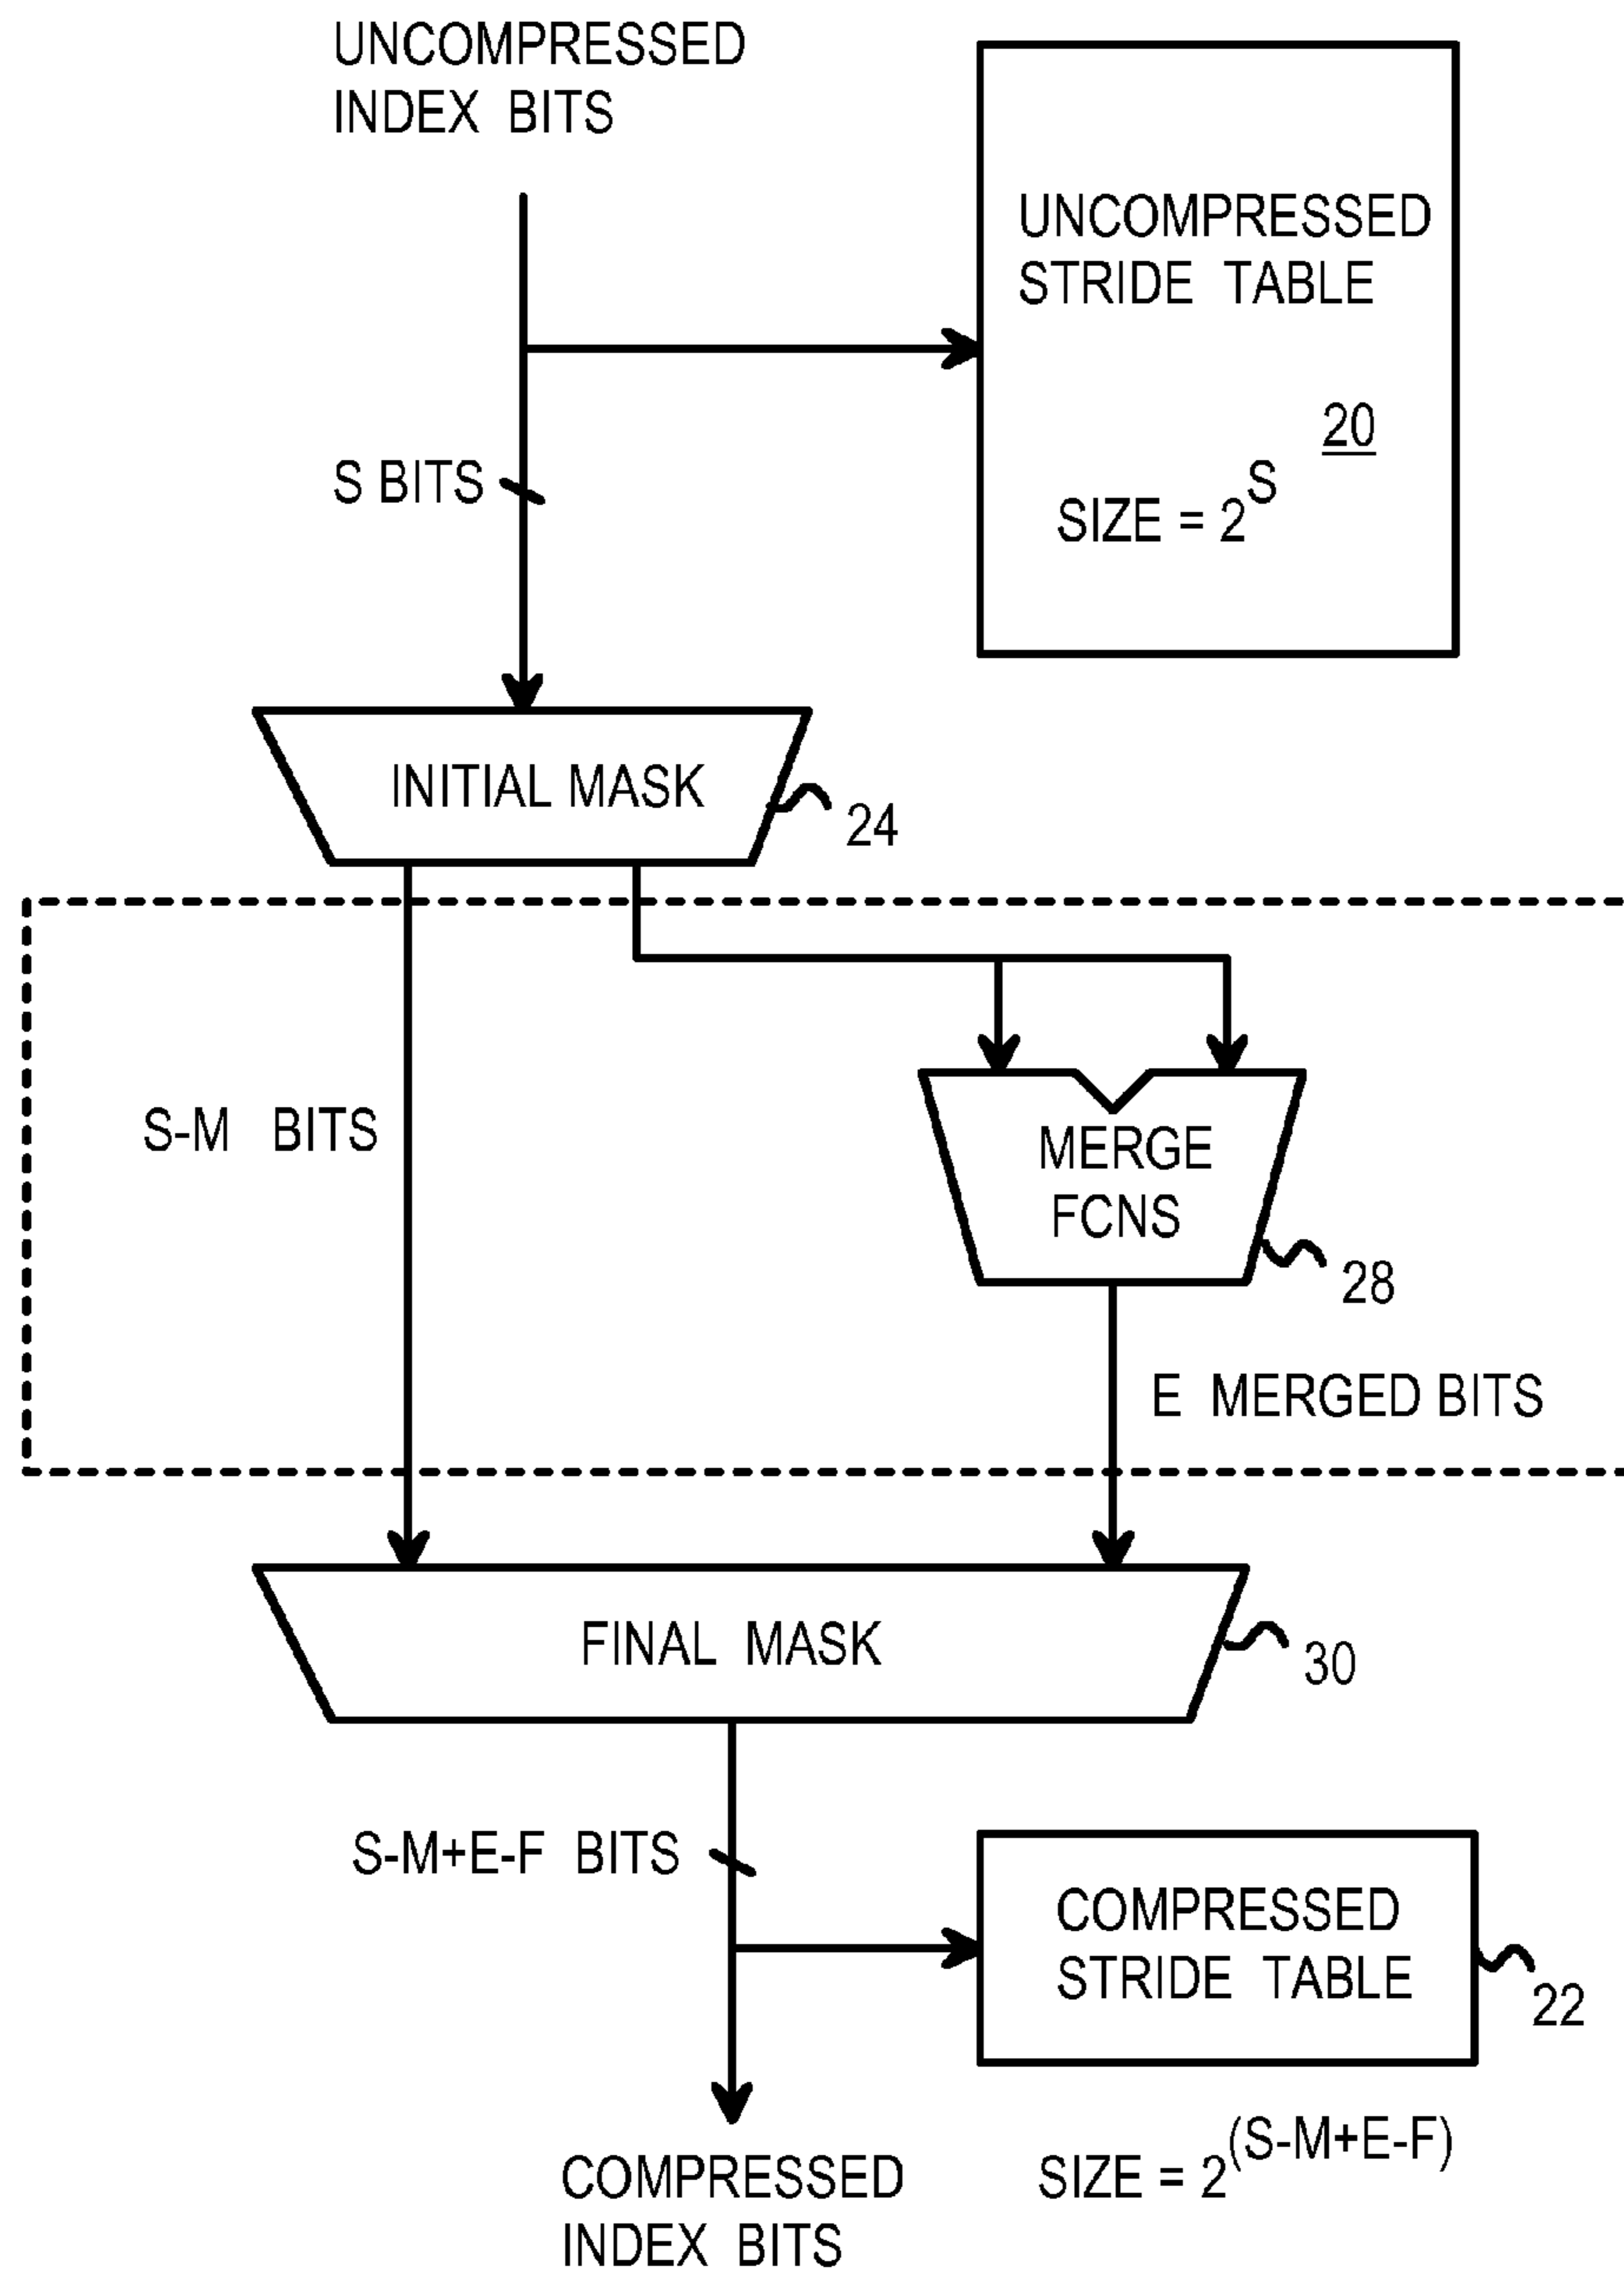 UNCOMPRESSED
INDEX BITS
UNCOMPRESSED
STRIDE TABLE
20
SIZE = 2^S
S BITS
INITIAL MASK
24
S-M BITS
MERGE
FCNS
28
E MERGED BITS
FINAL MASK
30
S-M+E-F BITS
COMPRESSED
STRIDE TABLE
22
SIZE = 2^(S-M+E-F)
COMPRESSED
INDEX BITS